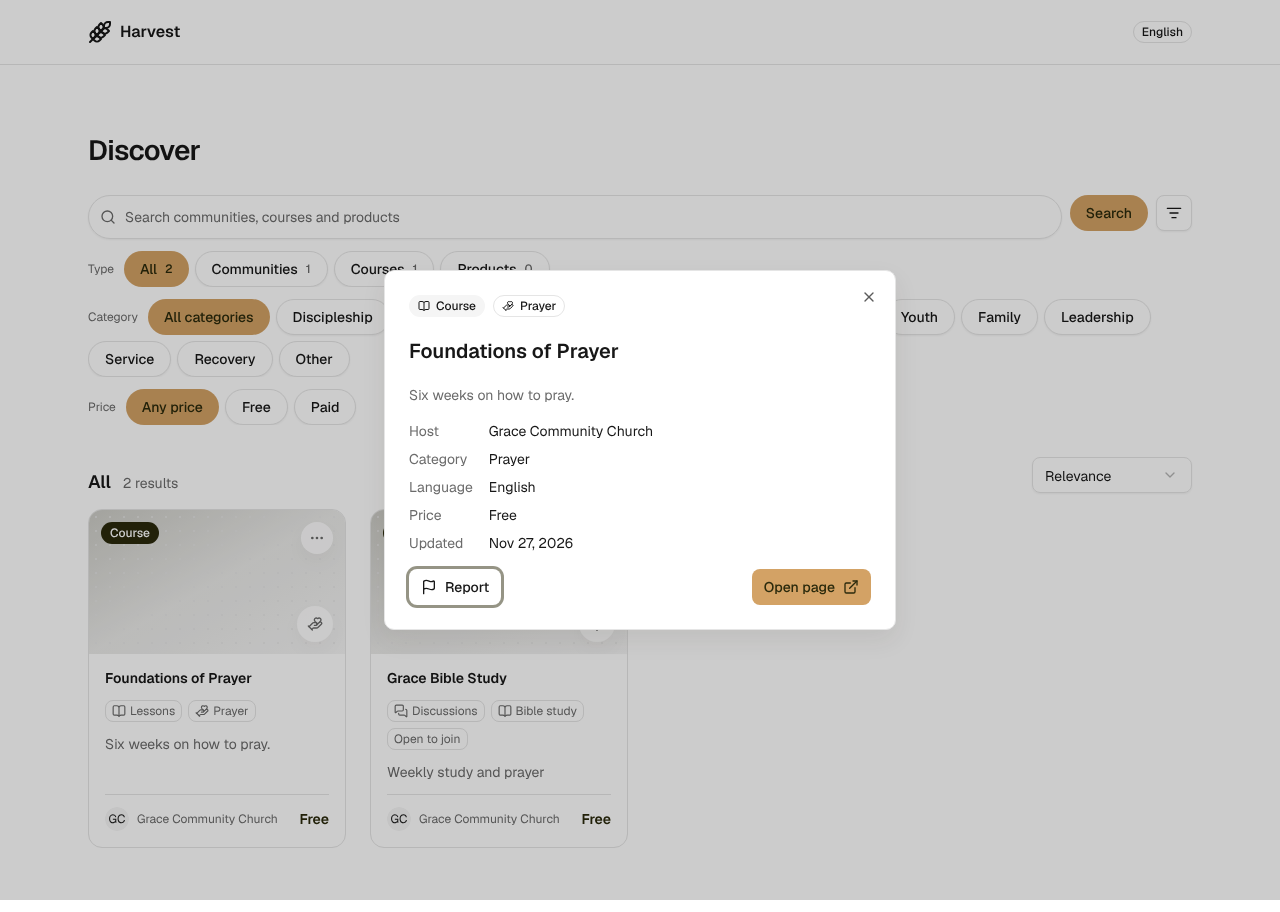 Harvest
English
Discover
Search communities, courses and products
Search
Type All 2 Communities 1 Courses 1 Products 0
Category All categories Discipleship Youth Family Leadership
Service Recovery Other
Price Any price Free Paid
All 2 results
Relevance
Course Prayer
Foundations of Prayer
Six weeks on how to pray.
Host Grace Community Church
Category Prayer
Language English
Price Free
Updated Nov 27, 2026
Report Open page
Course
Foundations of Prayer
Lessons Prayer
Six weeks on how to pray.
GC Grace Community Church Free
Grace Bible Study
Discussions Bible study
Open to join
Weekly study and prayer
GC Grace Community Church Free